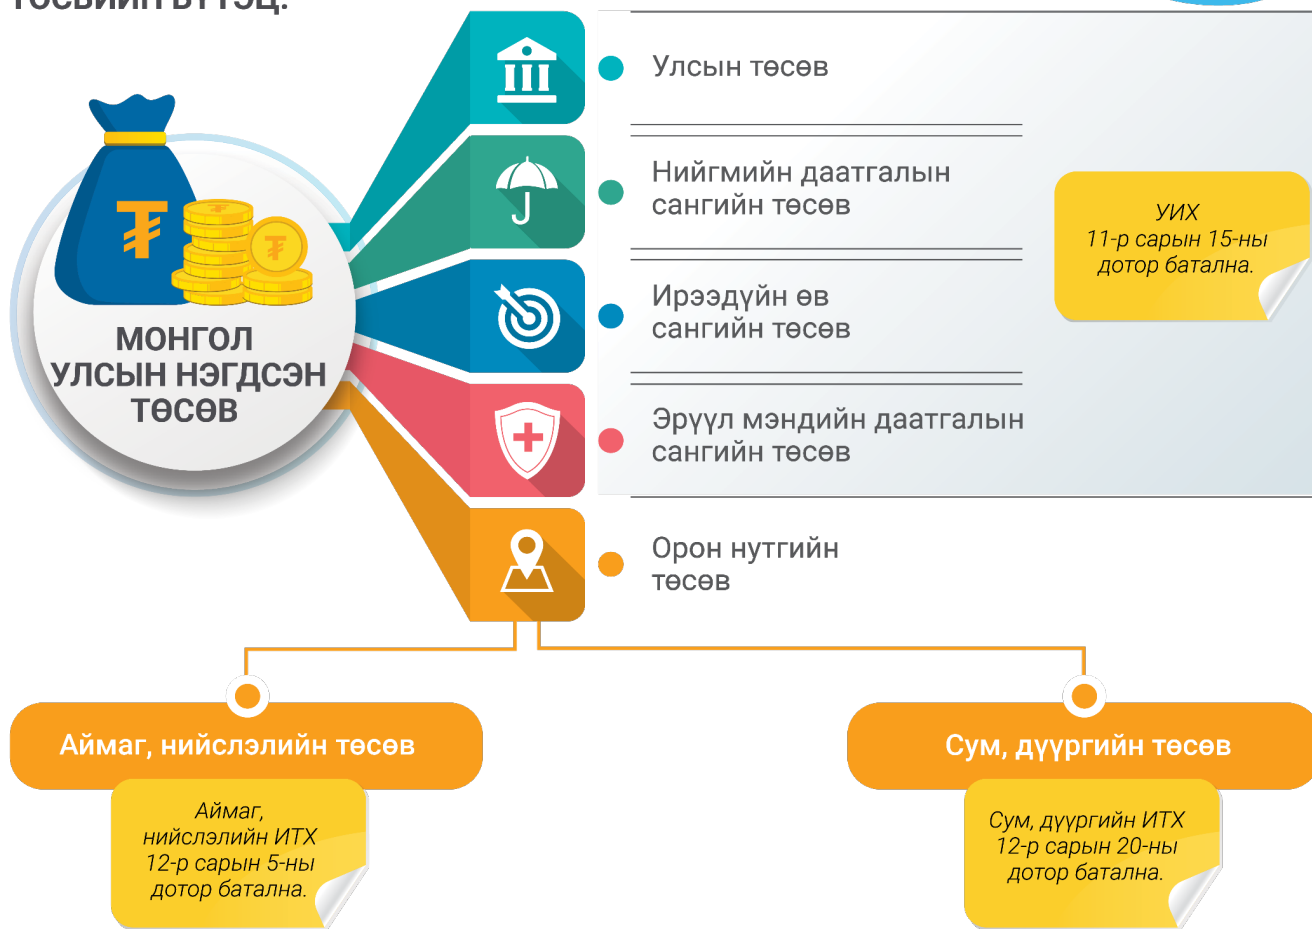 ТӨСВИЙН БҮТЭЦ:
Улсын төсөв
Нийгмийн даатгалын
сангийн төсөв
УИХ
11-р сарын 15-ны
дотор батална.
Ирээдүйн өв
сангийн төсөв
МОНГОЛ
УЛСЫН НЭГДСЭН
ТӨСӨВ
Эрүүл мэндийн даатгалын
сангийн төсөв
Орон нутгийн
төсөв
Аймаг, нийслэлийн төсөв
Аймаг,
нийслэлийн ИТХ
12-р сарын 5-ны
дотор батална.
Сум, дүүргийн төсөв
Сум, дүүргийн ИТХ
12-р сарын 20-ны
дотор батална.